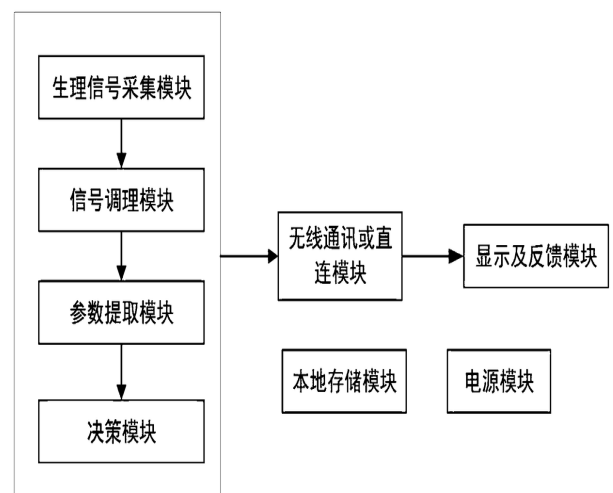 生理信号采集模块
信号调理模块
参数提取模块
决策模块
无线通讯或直
连模块
显示及反馈模块
本地存储模块
电源模块